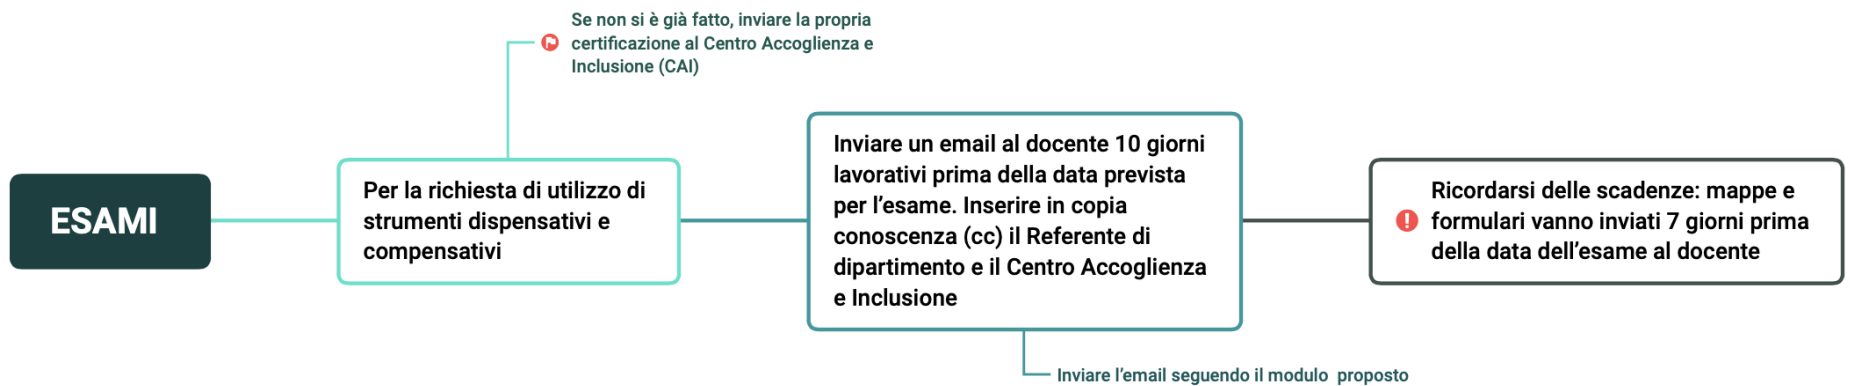 Se non si è già fatto, inviare la propria
certificazione al Centro Accoglienza e
Inclusione (CAI)
ESAMI
Per la richiesta di utilizzo di
strumenti dispensativi e
compensativi
Inviare un email al docente 10 giorni
lavorativi prima della data prevista
per l’esame. Inserire in copia
conoscenza (cc) il Referente di
dipartimento e il Centro Accoglienza
e Inclusione
Ricordarsi delle scadenze: mappe e
formulari vanno inviati 7 giorni prima
della data dell’esame al docente
Inviare l’email seguendo il modulo proposto